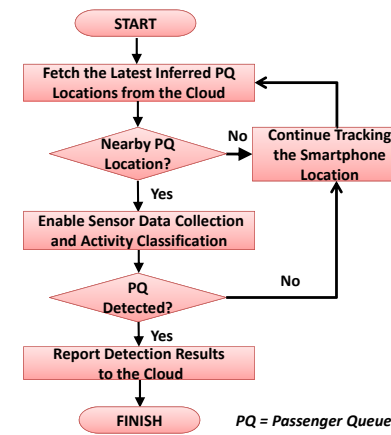 START
Fetch the Latest Inferred PQ
Locations from the Cloud
Nearby PQ
Location?
No
Continue Tracking
the Smartphone
Location
Yes
Enable Sensor Data Collection
and Activity Classification
PQ
Detected?
No
Yes
Report Detection Results
to the Cloud
FINISH
PQ = Passenger Queue